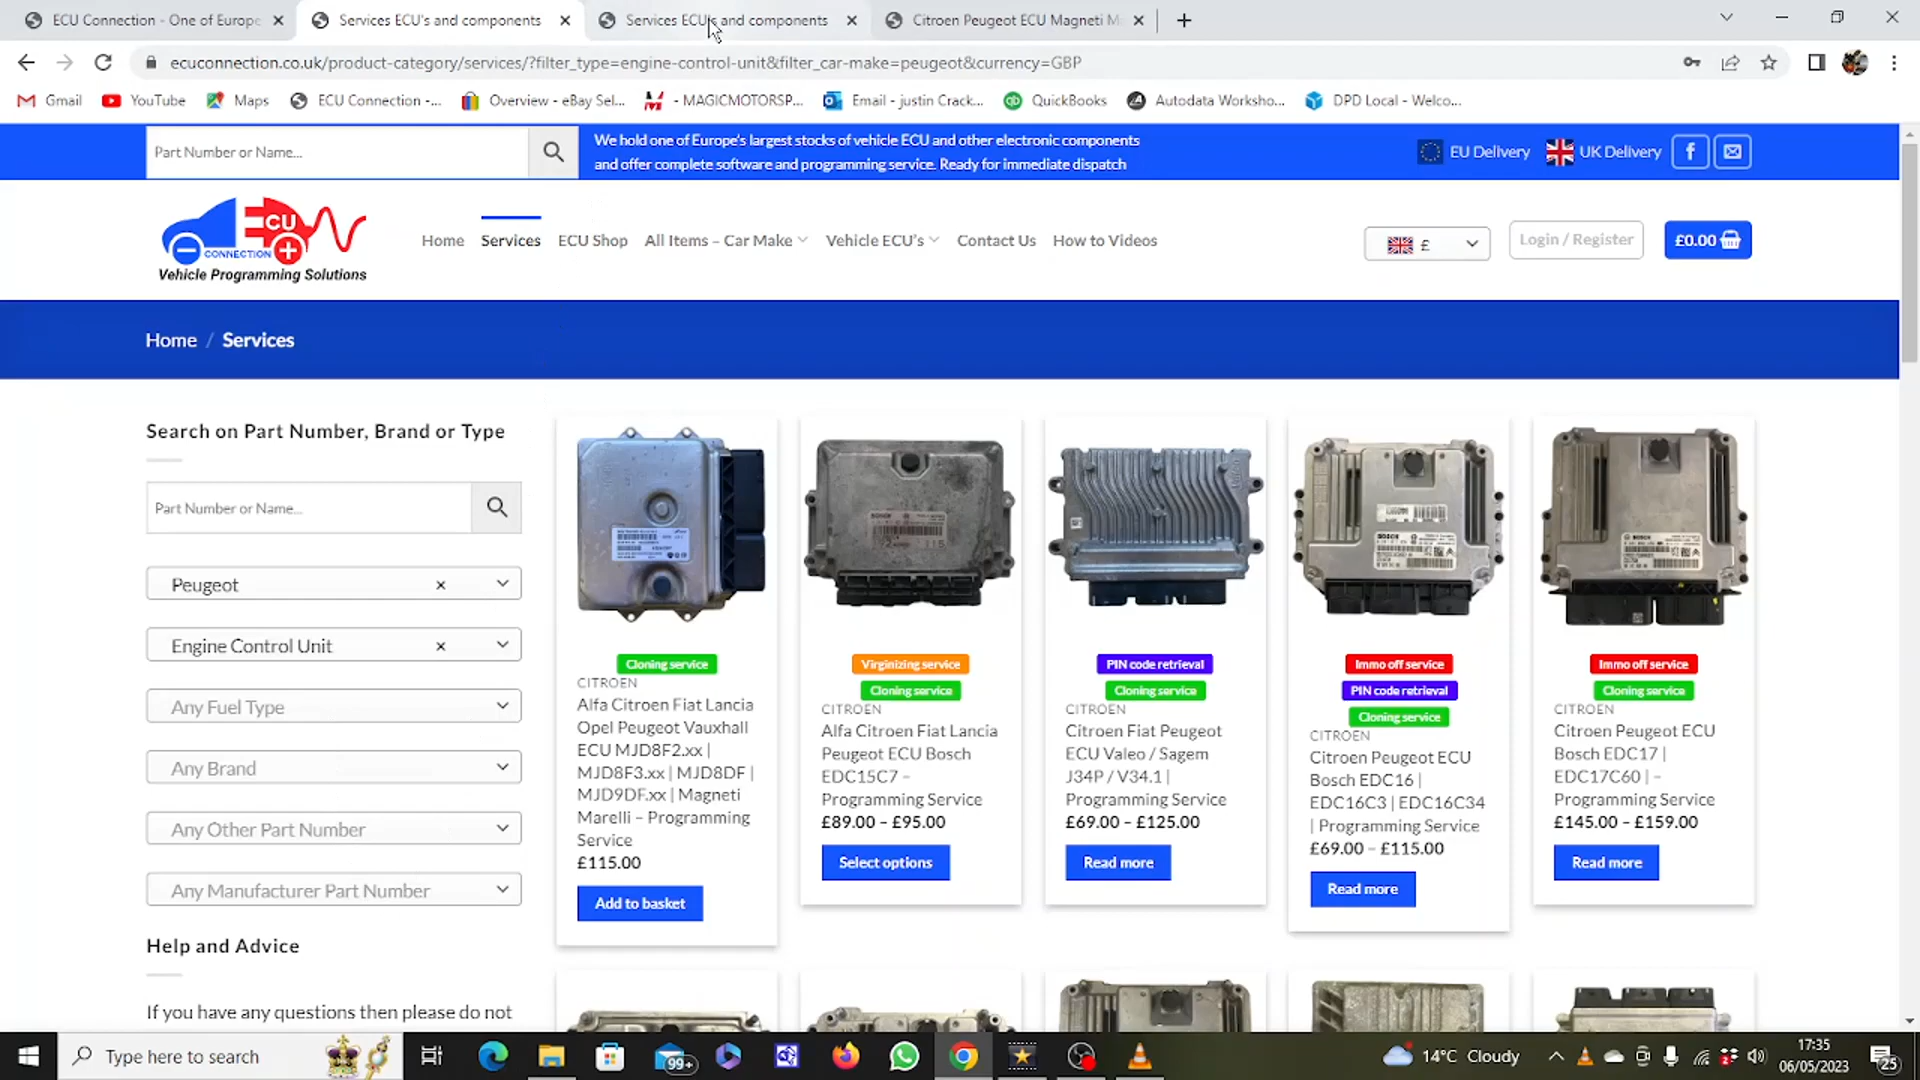 ECU Connection - One of Europe
Services ECU's and components
Services ECU's and components
Citroen Peugeot ECU Magneti M
ecuconnection.co.uk/product-category/services/?filter_type=engine-control-unit&filter_car-make=peugeot&currency=GBP
Gmail
YouTube
Maps
ECU Connection -...
Overview - eBay Sel...
- MAGICMOTORSP...
Email - justin Crack...
QuickBooks
Autodata Worksho...
DPD Local - Welco...
Part Number or Name...
We hold one of Europe's largest stocks of vehicle ECU and other electronic components
and offer complete software and programming service. Ready for immediate dispatch
EU Delivery
UK Delivery
ECU
CONNECTION
Vehicle Programming Solutions
Home
Services
ECU Shop
All Items – Car Make
Vehicle ECU's
Contact Us
How to Videos
£
Login / Register
£0.00
Home / Services
Search on Part Number, Brand or Type
Part Number or Name...
Peugeot ×
Engine Control Unit ×
Any Fuel Type
Any Brand
Any Other Part Number
Any Manufacturer Part Number
Help and Advice
If you have any questions then please do not
Cloning service
CITROEN
Alfa Citroen Fiat Lancia
Opel Peugeot Vauxhall
ECU MJD8F2.xx |
MJD8F3.xx | MJD8DF |
MJD9DF.xx | Magneti
Marelli – Programming
Service
£115.00
Add to basket
BOSCH
Virginizing service
Cloning service
CITROEN
Alfa Citroen Fiat Lancia
Peugeot ECU Bosch
EDC15C7 –
Programming Service
£89.00 – £95.00
Select options
PIN code retrieval
Cloning service
CITROEN
Citroen Fiat Peugeot
ECU Valeo / Sagem
J34P / V34.1 |
Programming Service
£69.00 – £125.00
Read more
BOSCH
Immo off service
PIN code retrieval
Cloning service
CITROEN
Citroen Peugeot ECU
Bosch EDC16 |
EDC16C3 | EDC16C34
| Programming Service
£69.00 – £115.00
Read more
BOSCH
Immo off service
Cloning service
CITROEN
Citroen Peugeot ECU
Bosch EDC17 |
EDC17C60 | –
Programming Service
£145.00 – £159.00
Read more
Type here to search
99+
14°C Cloudy
17:35
06/05/2023
25